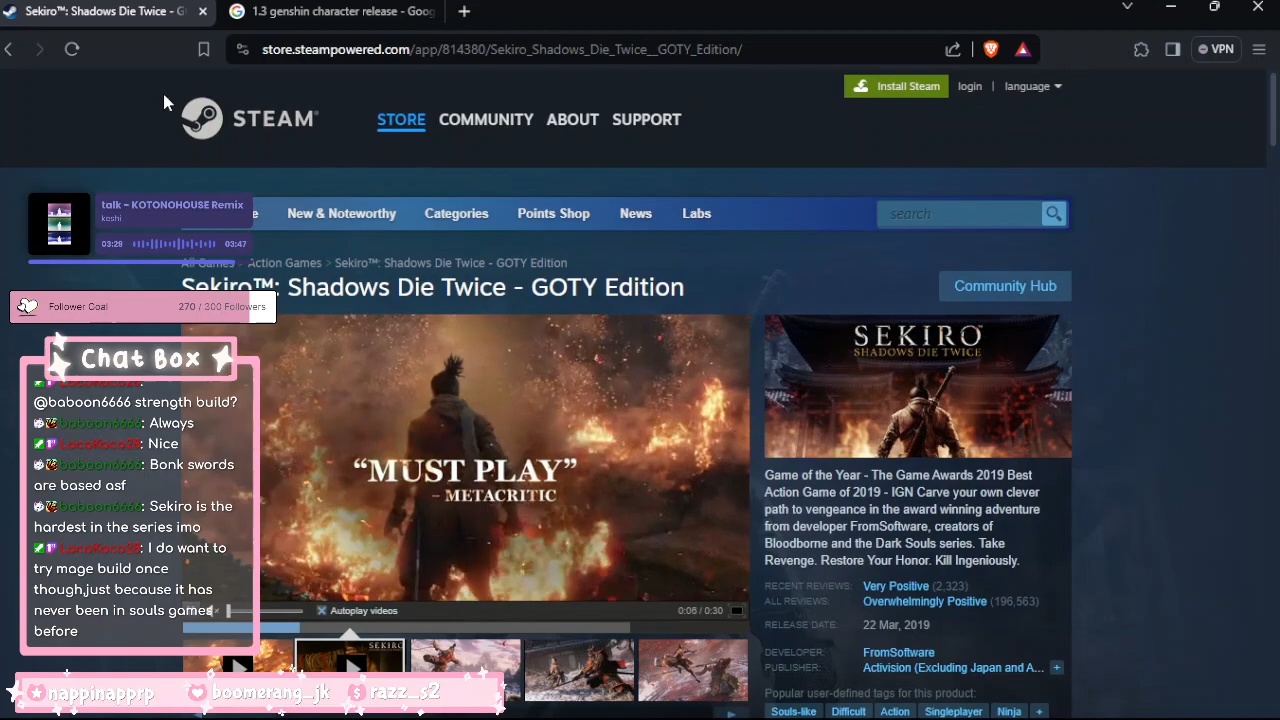 Sekiro™: Shadows Die Twice - G
1.3 genshin character release - Goog
store.steampowered.com/app/814380/Sekiro_Shadows_Die_Twice__GOTY_Edition/
VPN
Install Steam
login
language
STEAM®
STORE
COMMUNITY
ABOUT
SUPPORT
talk - KOTONOHOUSE Remix
keshi
03:28
03:47
New & Noteworthy
Categories
Points Shop
News
Labs
search
All Games > Action Games > Sekiro™: Shadows Die Twice - GOTY Edition
Sekiro™: Shadows Die Twice - GOTY Edition
Community Hub
Follower Goal
270 / 300 Followers
Chat Box
LocoKoco28:
@baboon6666 strength build?
baboon6666: Always
LocoKoco28: Nice
baboon6666: Bonk swords
are based asf
baboon6666: Sekiro is the
hardest in the series imo
LocoKoco28: I do want to
try mage build once
though,just because it has
never been in souls games
before
“MUST PLAY”
- METACRITIC
Autoplay videos
0:06 / 0:30
SEKIRO
SEKIRO™
SHADOWS DIE TWICE
Game of the Year - The Game Awards 2019 Best
Action Game of 2019 - IGN Carve your own clever
path to vengeance in the award winning adventure
from developer FromSoftware, creators of
Bloodborne and the Dark Souls series. Take
Revenge. Restore Your Honor. Kill Ingeniously.
RECENT REVIEWS: Very Positive (2,323)
ALL REVIEWS: Overwhelmingly Positive (196,563)
RELEASE DATE: 22 Mar, 2019
DEVELOPER: FromSoftware
PUBLISHER: Activision (Excluding Japan and A... +
Popular user-defined tags for this product:
Souls-like
Difficult
Action
Singleplayer
Ninja
+
nappinapprp
boomerang_jk
razz_s2